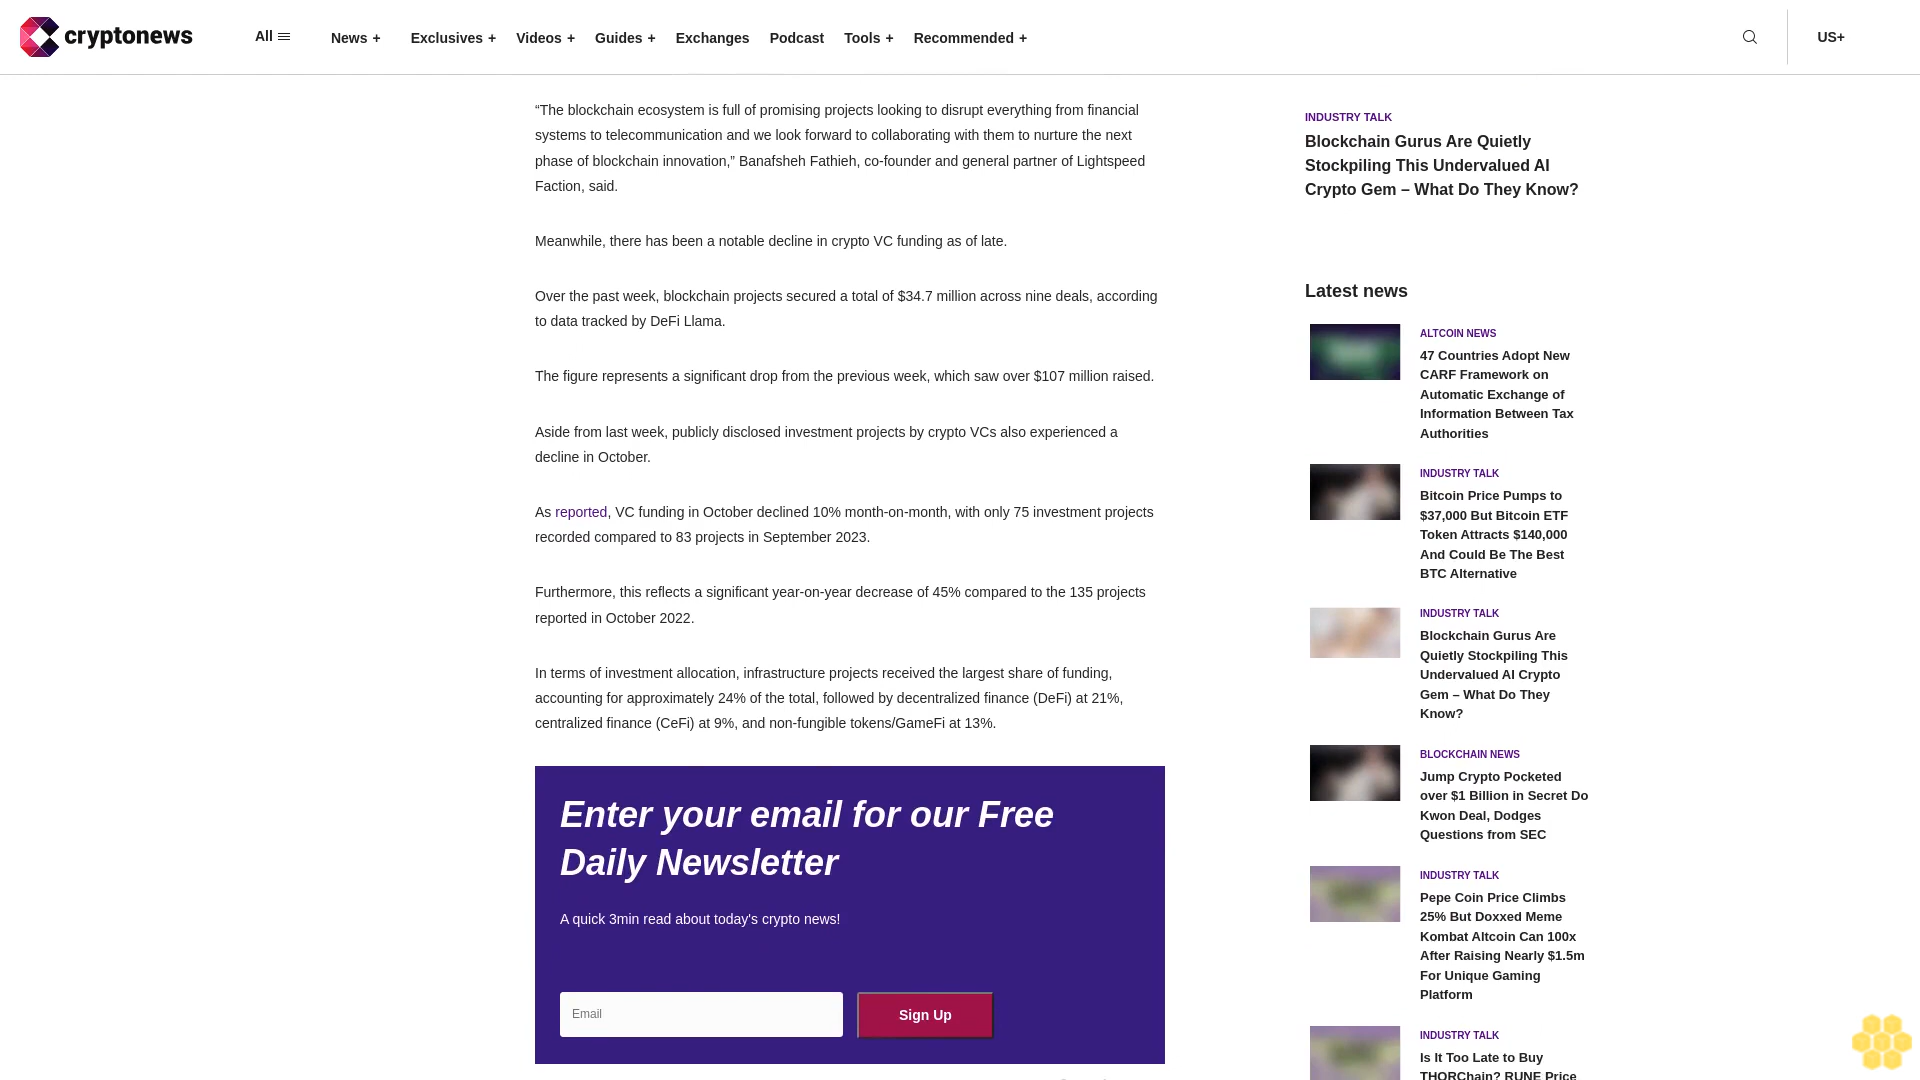 cryptonews
All
News +
Exclusives +
Videos +
Guides +
Exchanges
Podcast
Tools +
Recommended +
US+
“The blockchain ecosystem is full of promising projects looking to disrupt everything from financial
systems to telecommunication and we look forward to collaborating with them to nurture the next
phase of blockchain innovation,” Banafsheh Fathieh, co-founder and general partner of Lightspeed
Faction, said.
Meanwhile, there has been a notable decline in crypto VC funding as of late.
Over the past week, blockchain projects secured a total of $34.7 million across nine deals, according
to data tracked by DeFi Llama.
The figure represents a significant drop from the previous week, which saw over $107 million raised.
Aside from last week, publicly disclosed investment projects by crypto VCs also experienced a
decline in October.
As reported, VC funding in October declined 10% month-on-month, with only 75 investment projects
recorded compared to 83 projects in September 2023.
Furthermore, this reflects a significant year-on-year decrease of 45% compared to the 135 projects
reported in October 2022.
In terms of investment allocation, infrastructure projects received the largest share of funding,
accounting for approximately 24% of the total, followed by decentralized finance (DeFi) at 21%,
centralized finance (CeFi) at 9%, and non-fungible tokens/GameFi at 13%.
Enter your email for our Free
Daily Newsletter
A quick 3min read about today's crypto news!
Email
Sign Up
INDUSTRY TALK
Blockchain Gurus Are Quietly
Stockpiling This Undervalued AI
Crypto Gem – What Do They Know?
Latest news
ALTCOIN NEWS
47 Countries Adopt New
CARF Framework on
Automatic Exchange of
Information Between Tax
Authorities
INDUSTRY TALK
Bitcoin Price Pumps to
$37,000 But Bitcoin ETF
Token Attracts $140,000
And Could Be The Best
BTC Alternative
INDUSTRY TALK
Blockchain Gurus Are
Quietly Stockpiling This
Undervalued AI Crypto
Gem – What Do They
Know?
BLOCKCHAIN NEWS
Jump Crypto Pocketed
over $1 Billion in Secret Do
Kwon Deal, Dodges
Questions from SEC
INDUSTRY TALK
Pepe Coin Price Climbs
25% But Doxxed Meme
Kombat Altcoin Can 100x
After Raising Nearly $1.5m
For Unique Gaming
Platform
INDUSTRY TALK
Is It Too Late to Buy
THORChain? RUNE Price